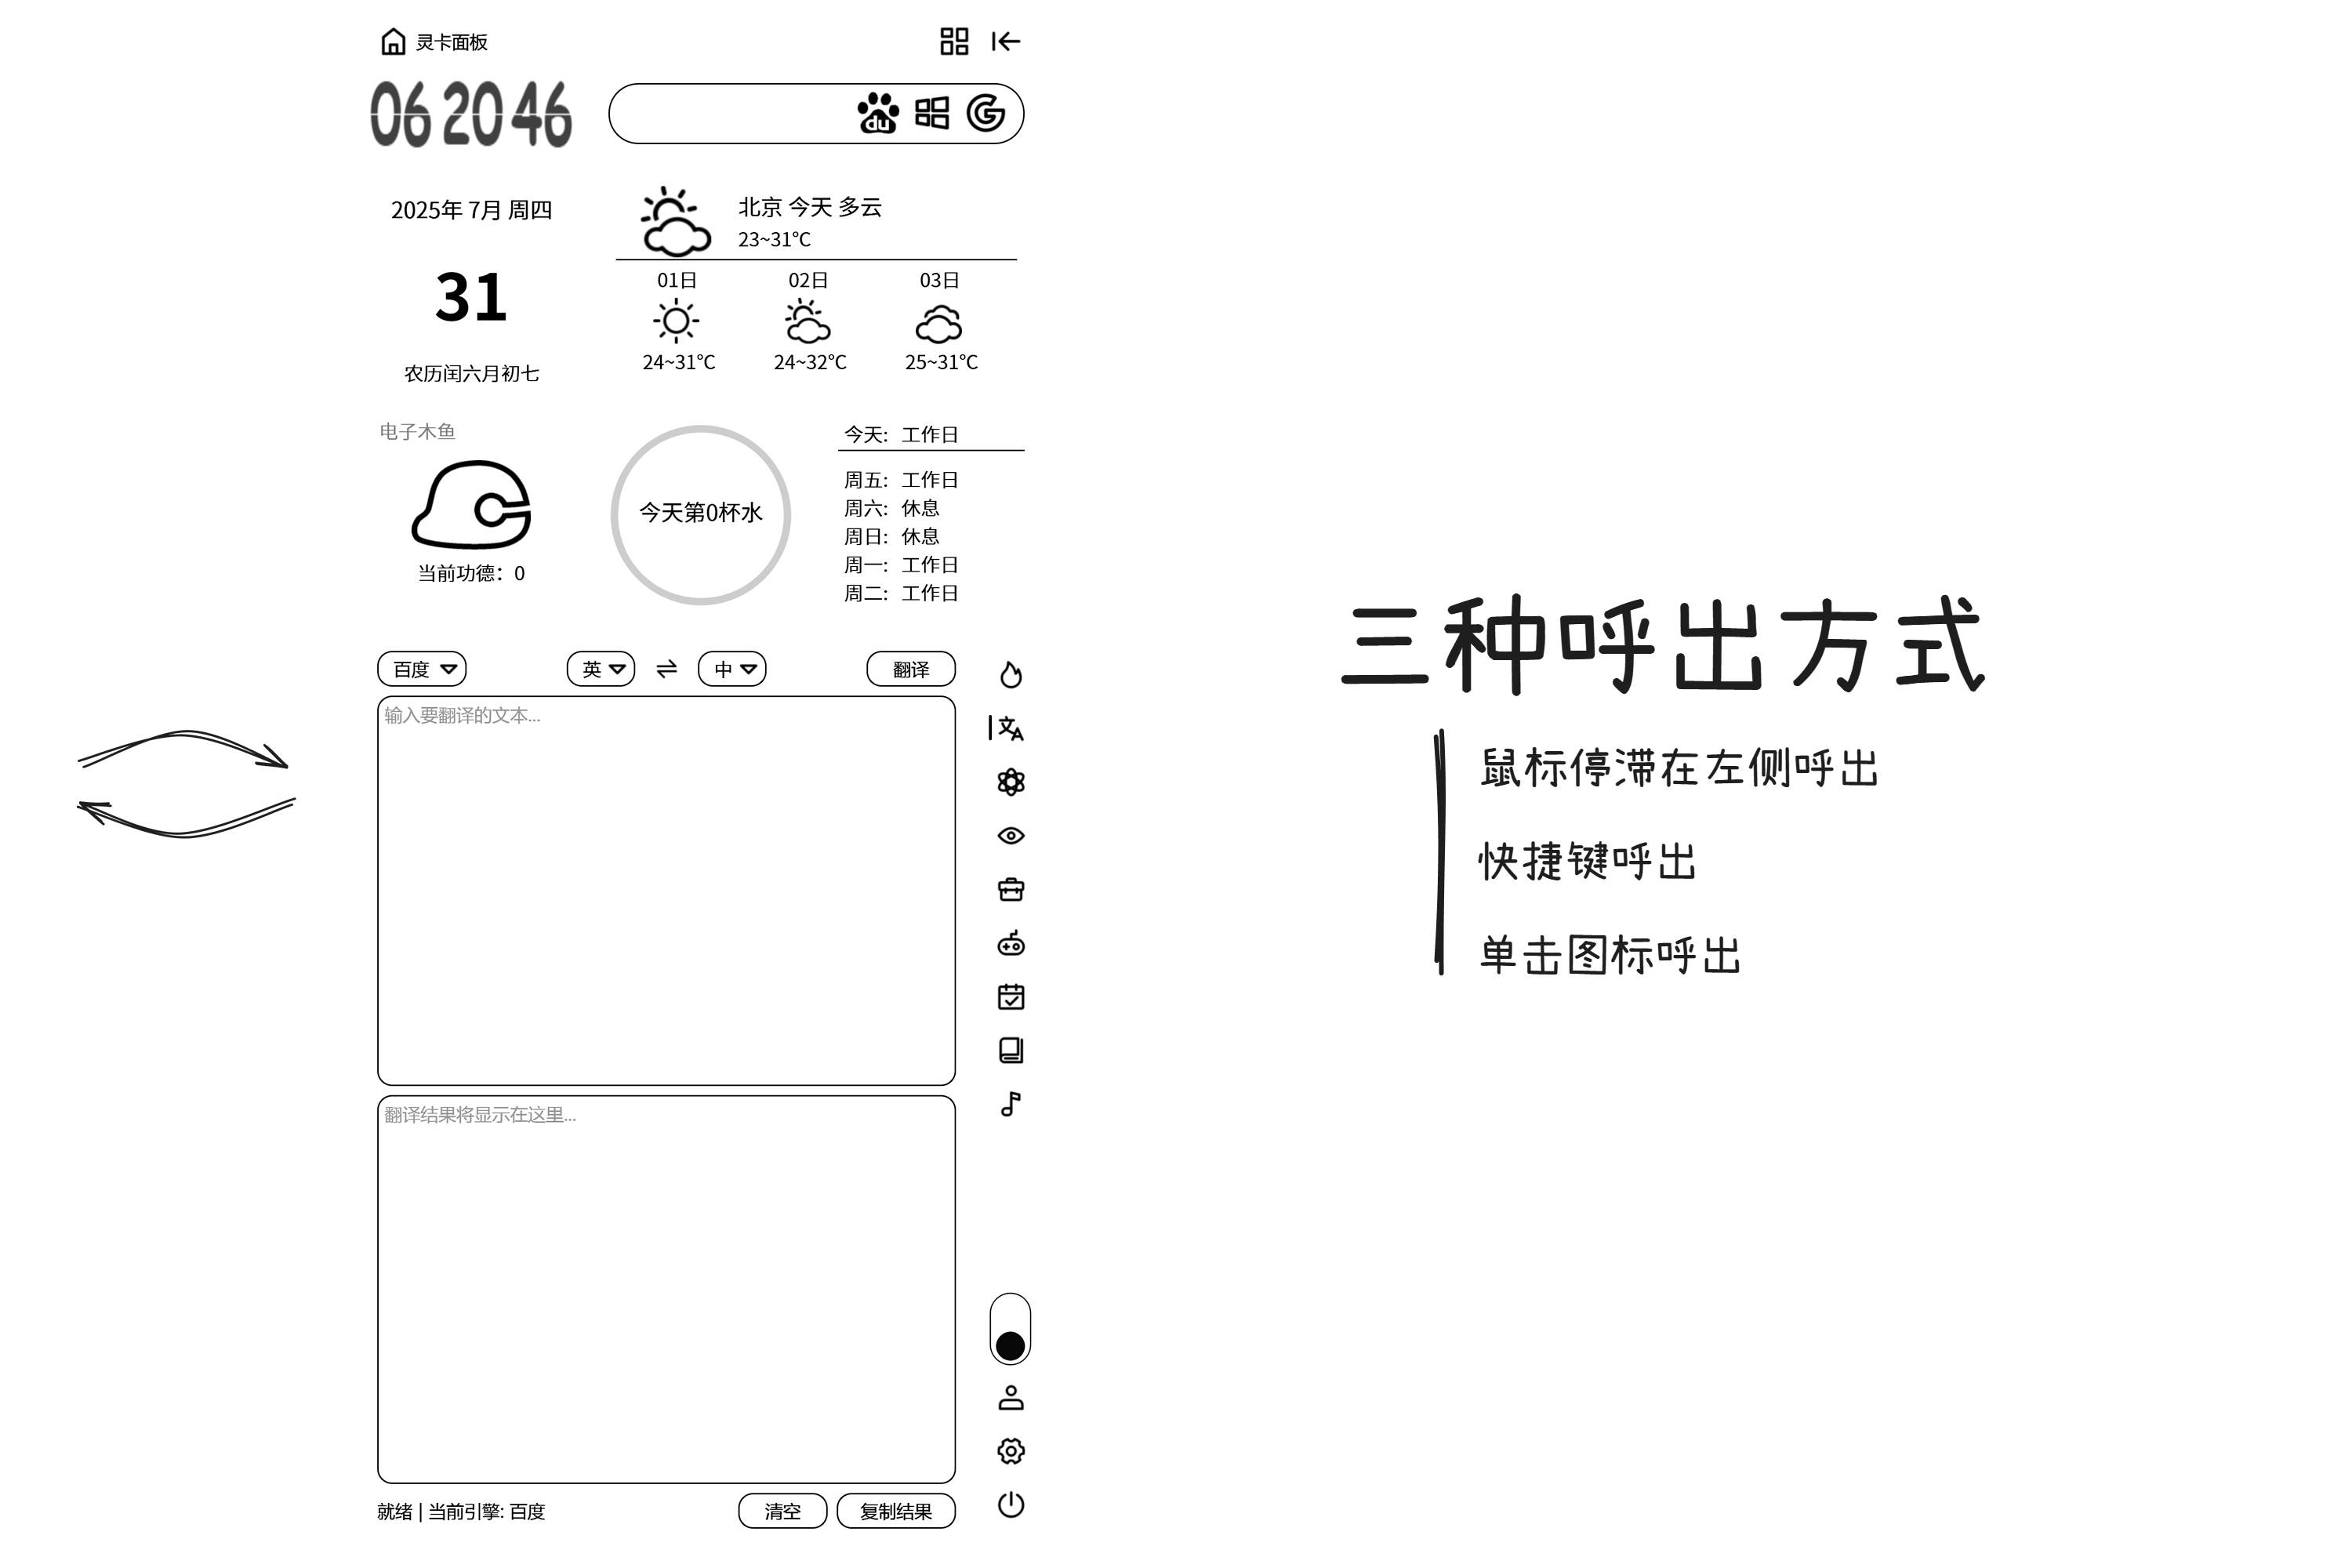 灵卡面板
06 20 46
du
2025年 7月 周四
31
农历闰六月初七
北京 今天 多云
23~31°C
01日 02日 03日
24~31°C 24~32°C 25~31°C
电子木鱼
当前功德：0
今天第0杯水
今天: 工作日
周五: 工作日
周六: 休息
周日: 休息
周一: 工作日
周二: 工作日
百度 英 中 翻译
输入要翻译的文本...
翻译结果将显示在这里...
就绪 | 当前引擎: 百度
清空 复制结果
三种呼出方式
鼠标停滞在左侧呼出
快捷键呼出
单击图标呼出